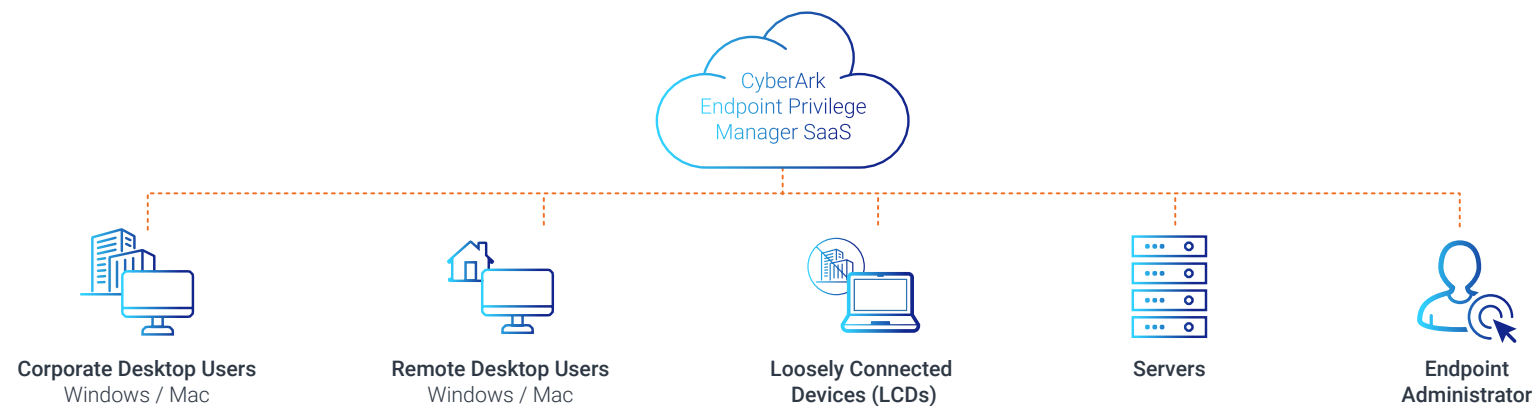 CyberArk
Endpoint Privilege
Manager SaaS
Corporate Desktop Users
Windows / Mac
Remote Desktop Users
Windows / Mac
Loosely Connected
Devices (LCDs)
Servers
Endpoint
Administrator